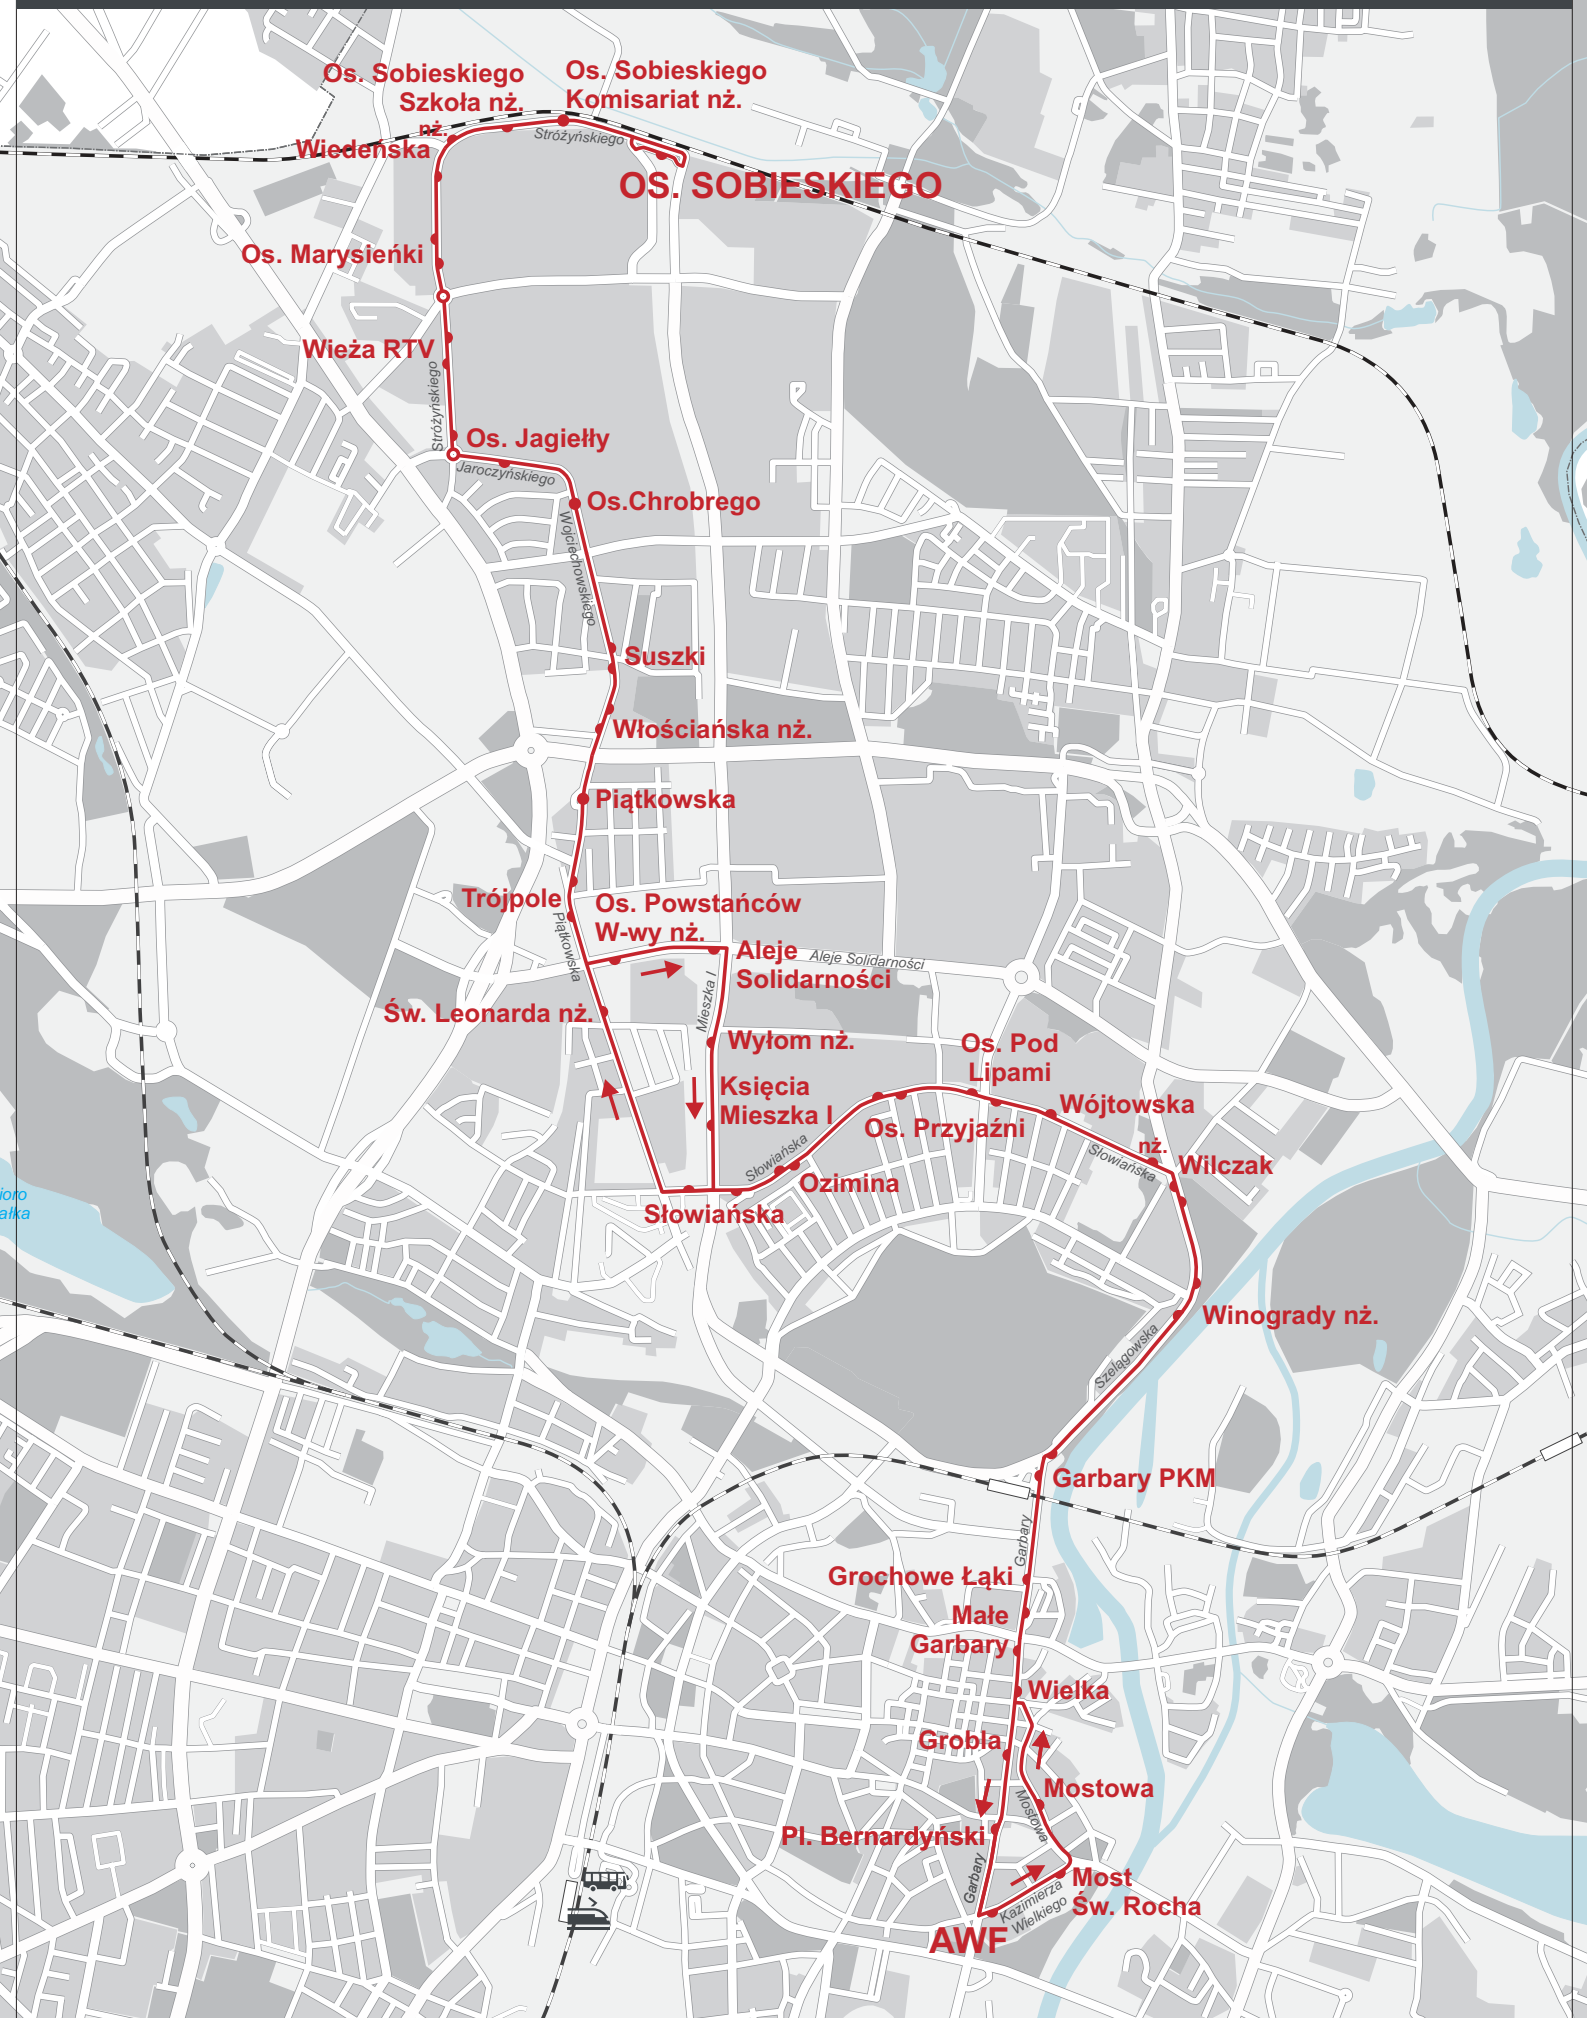 Os. Sobieskiego
Szkoła nż.
Os. Sobieskiego
Komisariat nż.
nż.
Wiedeńska
Stróżyńskiego
OS. SOBIESKIEGO
Os. Marysieńki
Wieża RTV
Stróżyńskiego
Os. Jagiełły
Jaroczyńskiego
Os.Chrobrego
Wojciechowskiego
Suszki
Włościańska nż.
Piątkowska
Trójpole
Os. Powstańców
W-wy nż.
Piątkowska
Aleje
Solidarności
Aleje Solidarności
Mieszka I
Św. Leonarda nż.
Wyłom nż.
Os. Pod
Lipami
Księcia
Mieszka I
Wójtowska
Os. Przyjaźni
nż.
Wilczak
Słowiańska
Słowiańska
Ozimina
Słowiańska
ioro
ałka
Winogrady nż.
Szelągowska
Garbary PKM
Garbary
Grochowe Łąki
Małe
Garbary
Wielka
Grobla
Mostowa
Mostowa
Pl. Bernardyński
Garbary
Most
Św. Rocha
Kazimierza
Wielkiego
AWF